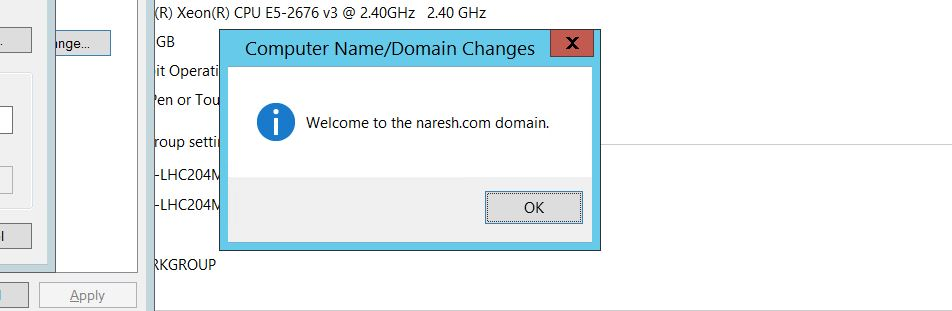 (R) Xeon(R) CPU E5-2676 v3 @ 2.40GHz 2.40 GHz
nge...
GB
Computer Name/Domain Changes
X
it Operati
Pen or Tou
Welcome to the naresh.com domain.
roup setti
-LHC204M
-LHC204M
OK
RKGROUP
Apply